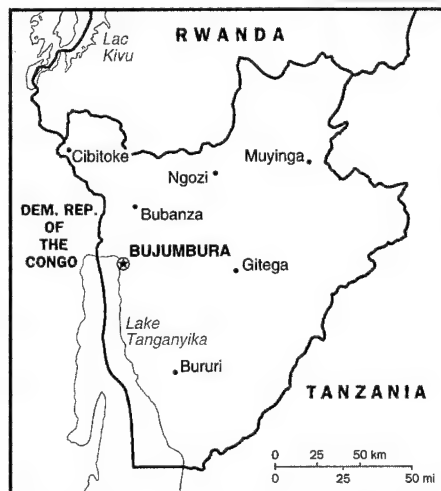 Lac
Kivu
RWANDA
Cibitoke
Ngozi
Muyinga
DEM. REP.
OF
THE
CONGO
Bubanza
BUJUMBURA
Gitega
Lake
Tanganyika
Bururi
TANZANIA
0 25 50 km
0 25 50 mi